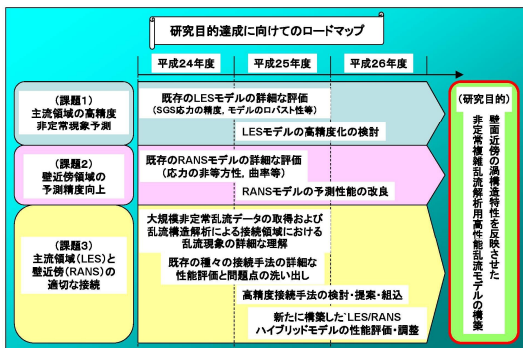 研究目的達成に向けてのロードマップ
平成24年度
平成25年度
平成26年度
(課題1)
主流領域の高精度
非定常現象予測
既存のLESモデルの詳細な評価
(SGS応力の精度, モデルのロバスト性等)
LESモデルの高精度化の検討
(課題2)
壁近傍領域の
予測精度向上
既存のRANSモデルの詳細な評価
(応力の非等方性, 曲率等)
RANSモデルの予測性能の改良
(課題3)
主流領域(LES)と
壁近傍(RANS)の
適切な接続
大規模非定常乱流データの取得および
乱流構造解析による接続領域における
乱流現象の詳細な理解
既存の種々の接続手法の詳細な
性能評価と問題点の洗い出し
高精度接続手法の検討・提案・組込
新たに構築した`LES/RANS
ハイブリッドモデルの性能評価・調整
(研究目的)
壁面近傍の渦構造特性を反映させた
非定常複雑乱流解析用高性能乱流モデルの構築